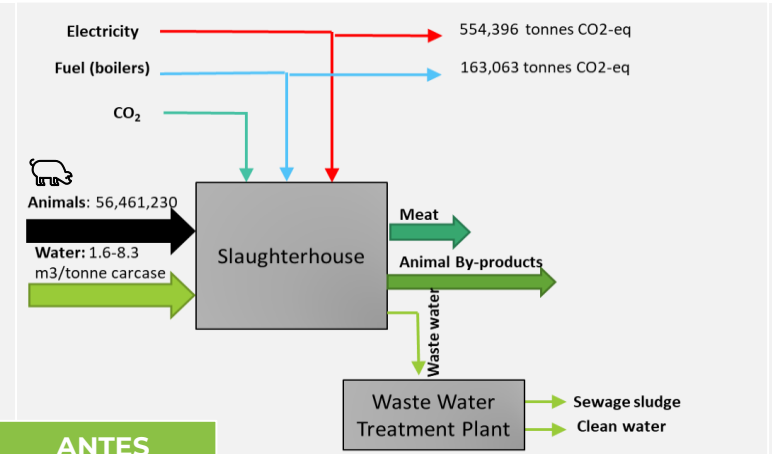 Electricity
554,396 tonnes CO2-eq
Fuel (boilers)
163,063 tonnes CO2-eq
CO₂
Animals: 56,461,230
Water: 1.6-8.3
m3/tonne carcase
Slaughterhouse
Meat
Animal By-products
Waste water
Waste Water
Treatment Plant
Sewage sludge
Clean water
ANTES